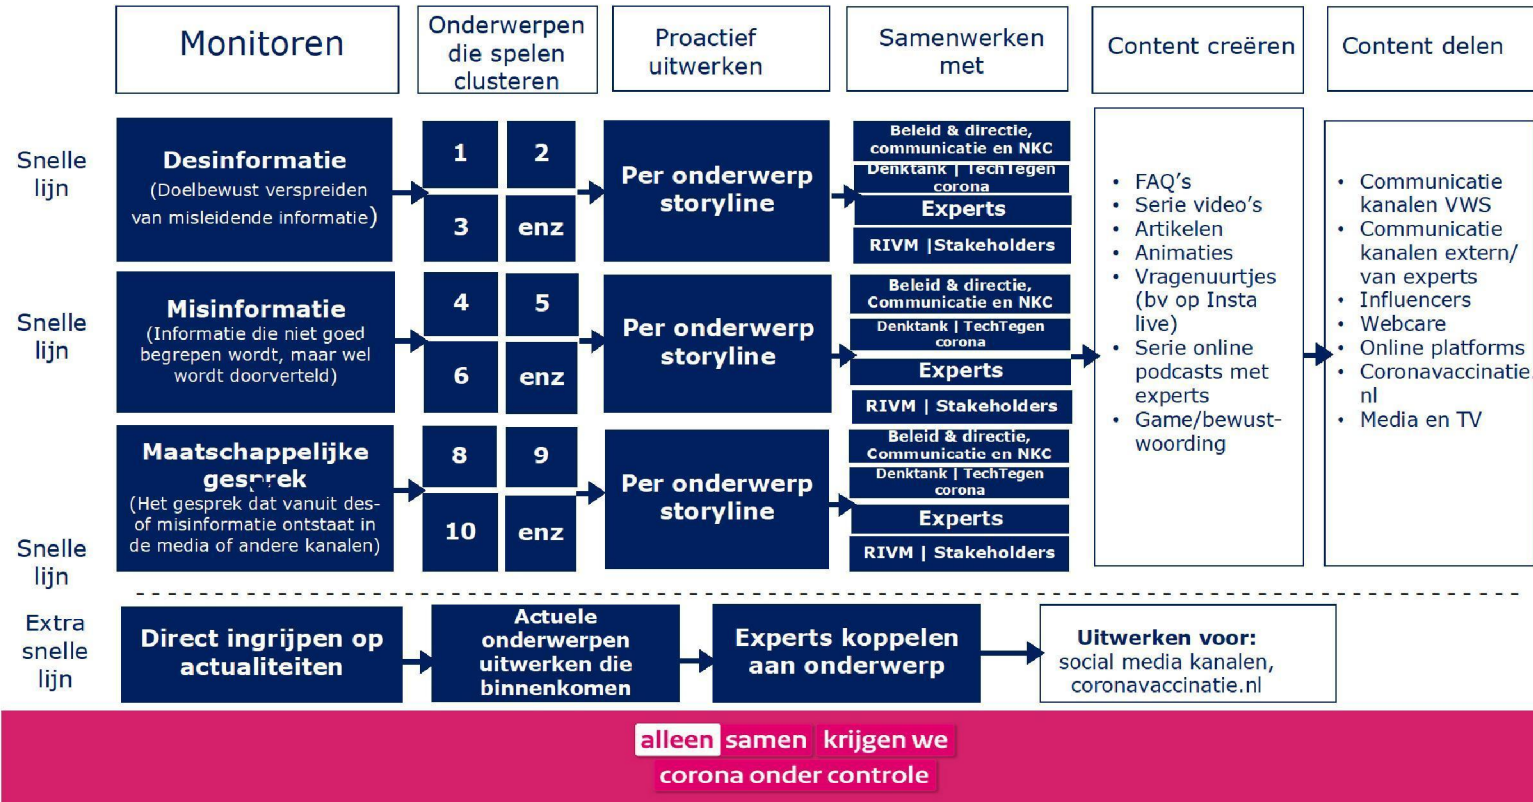 Monitoren
Onderwerpen
die spelen
clusteren
Proactief
uitwerken
Samenwerken
met
Content creëren
Content delen
Snelle
lijn
Desinformatie
(Doelbewust verspreiden
van misleidende informatie)
1
2
3
enz
Per onderwerp
storyline
Beleid & directie,
communicatie en NKC
Denktank | TechTegen
corona
Experts
RIVM |Stakeholders
Snelle
lijn
Misinformatie
(Informatie die niet goed
begrepen wordt, maar wel
wordt doorverteld)
4
5
6
enz
Per onderwerp
storyline
Beleid & directie,
Communicatie en NKC
Denktank | TechTegen
corona
Experts
RIVM | Stakeholders
Snelle
lijn
Maatschappelijke
gesprek
(Het gesprek dat vanuit des-
of misinformatie ontstaat in
de media of andere kanalen)
8
9
10
enz
Per onderwerp
storyline
Beleid & directie,
Communicatie en NKC
Denktank | TechTegen
corona
Experts
RIVM | Stakeholders
• FAQ's
• Serie video's
• Artikelen
• Animaties
• Vragenuurtjes
(bv op Insta
live)
• Serie online
podcasts met
experts
• Game/bewust-
woording
• Communicatie
kanalen VWS
• Communicatie
kanalen extern/
van experts
• Influencers
• Webcare
• Online platforms
• Coronavaccinatie.
nl
• Media en TV
Extra
snelle
lijn
Direct ingrijpen op
actualiteiten
Actuele
onderwerpen
uitwerken die
binnenkomen
Experts koppelen
aan onderwerp
Uitwerken voor:
social media kanalen,
coronavaccinatie.nl
alleen samen krijgen we
corona onder controle